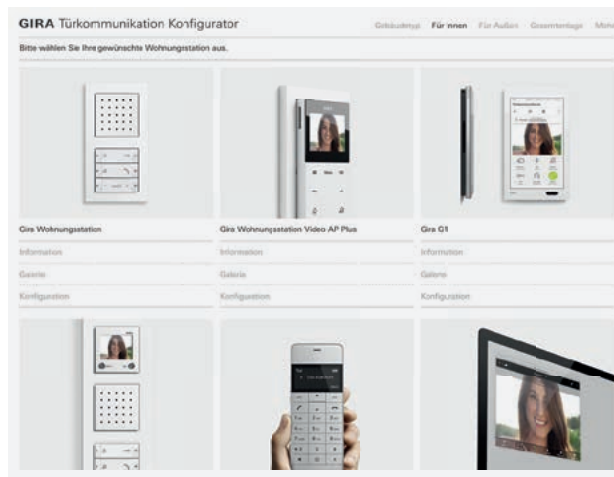 GIRA Türkommunikation Konfigurator
Gebäudetyp Für Innen Für Außen Gesamtanlage
Bitte wählen Sie Ihre gewünschte Wohnungsstation aus.
Gira Wohnungsstation Gira Wohnungsstation Video AP Plus Gira G1
Information Information Information
Galerie Galerie Galerie
Konfiguration Konfiguration Konfiguration